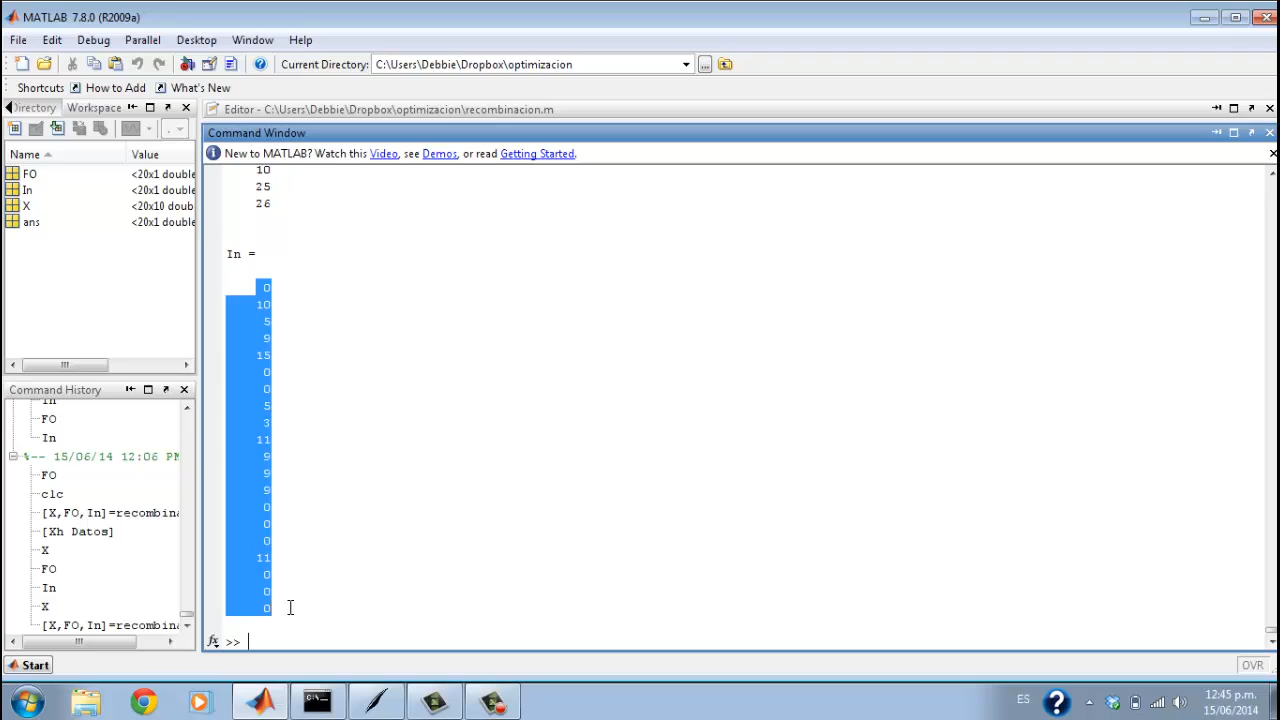 MATLAB 7.8.0 (R2009a)
File Edit Debug Parallel Desktop Window Help
Current Directory: C:\Users\Debbie\Dropbox\optimizacion ...
Shortcuts How to Add What's New
Directory Workspace
Editor - C:\Users\Debbie\Dropbox\optimizacion\recombinacion.m
Command Window
New to MATLAB? Watch this Video, see Demos, or read Getting Started.
Name Value
FO <20x1 double
In <20x1 double
X <20x10 doub
ans <20x1 double
10
25
26
In =
0
10
5
9
15
0
0
5
3
11
9
9
9
0
0
0
11
0
0
0
fx >>
Command History
In
FO
In
%-- 15/06/14 12:06 PM
FO
clc
[X,FO,In]=recombina
[Xh Datos]
X
FO
In
X
[X,FO,In]=recombina
Start
OVR
ES
12:45 p.m.
15/06/2014